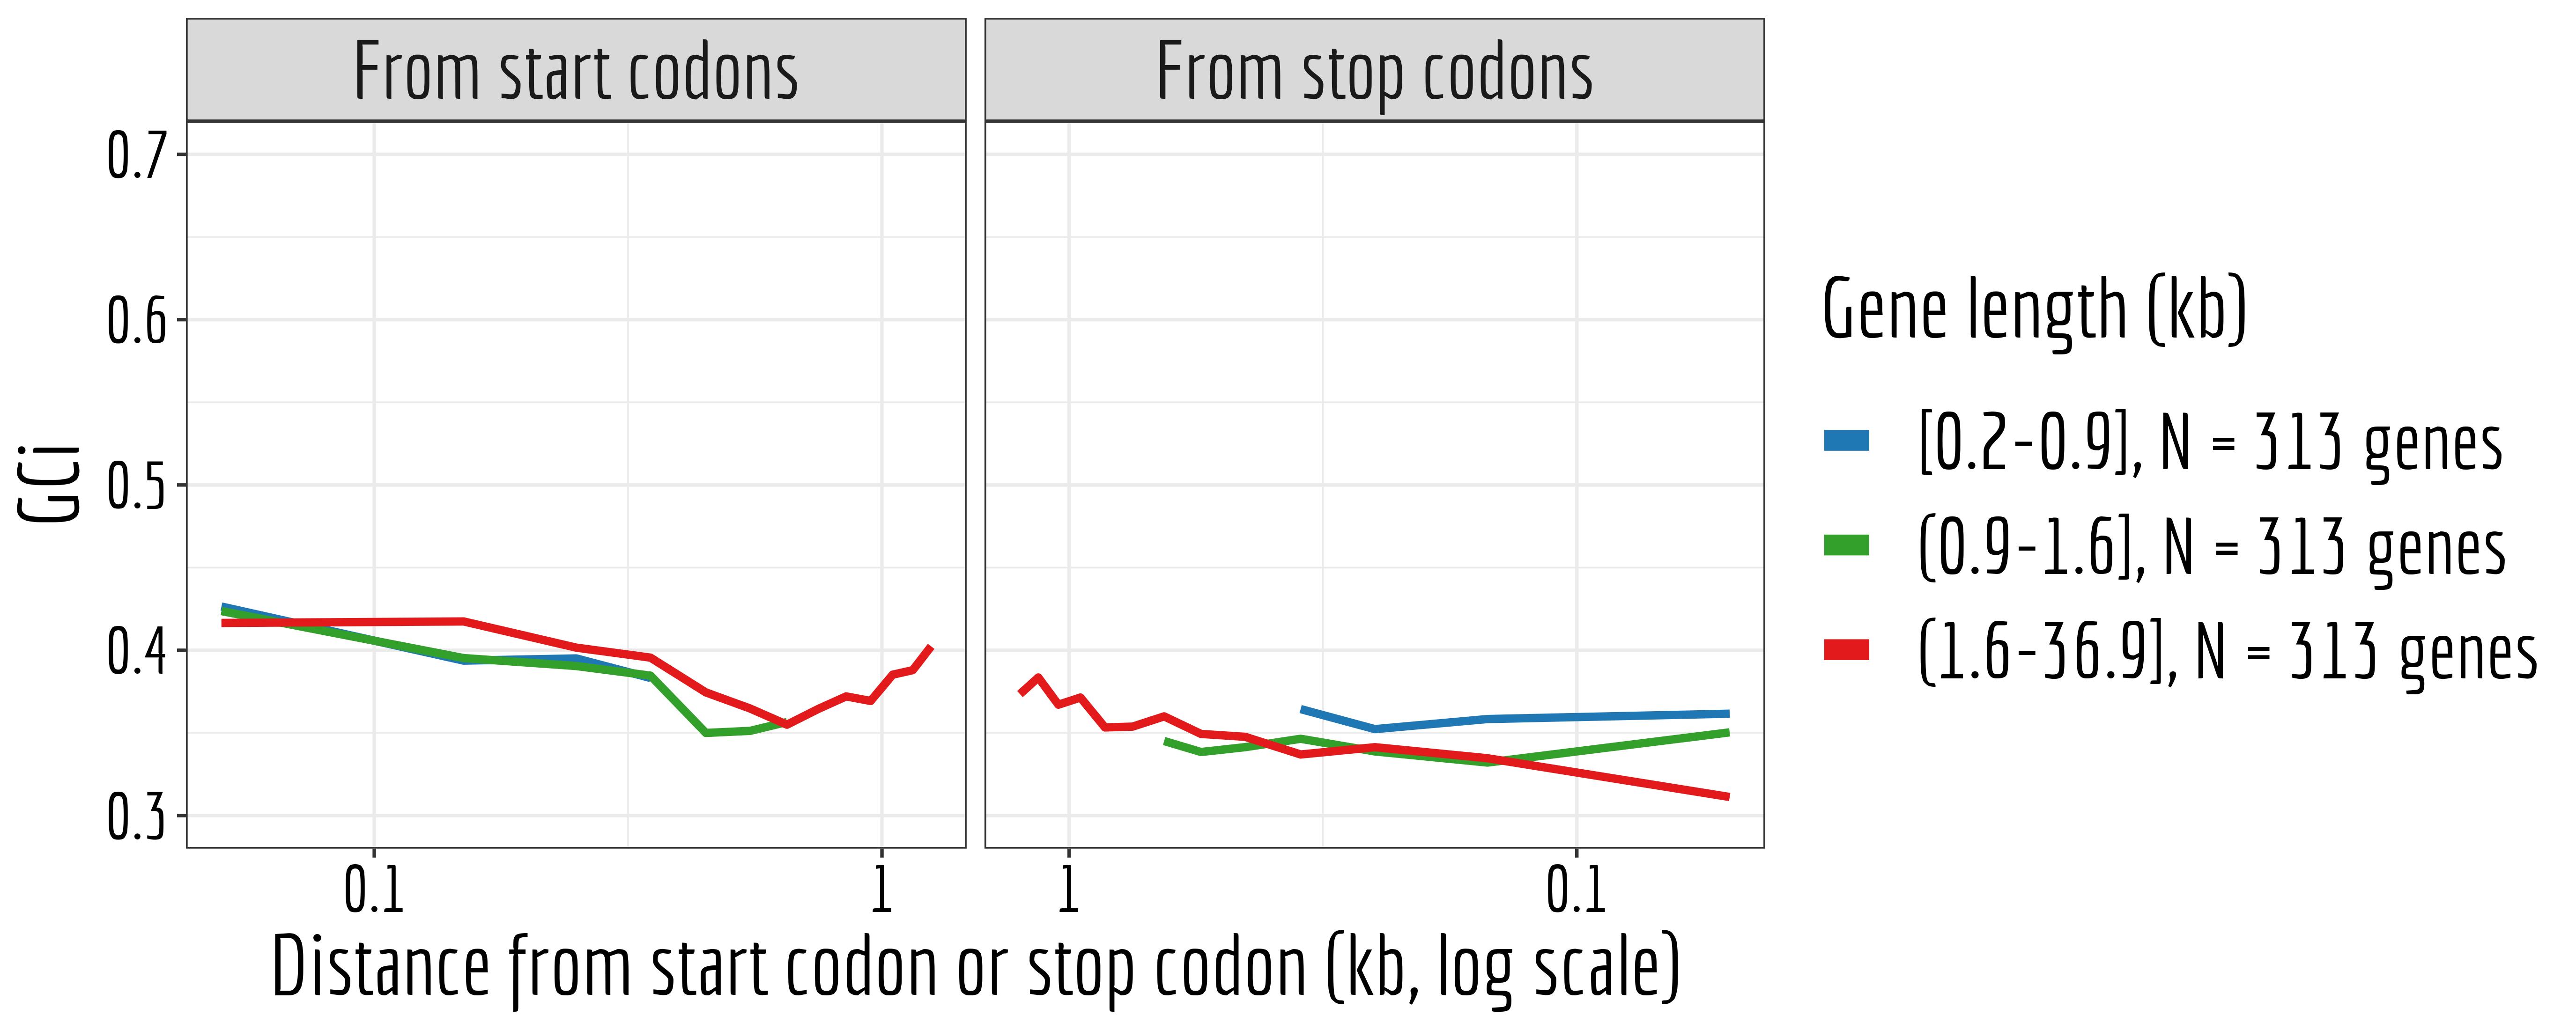 From start codons
From stop codons
0.7
0.6
0.5
0.4
0.3
GCi
0.1
1
1
0.1
Distance from start codon or stop codon (kb, log scale)
Gene length (kb)
[0.2-0.9], N = 313 genes
(0.9-1.6], N = 313 genes
(1.6-36.9], N = 313 genes